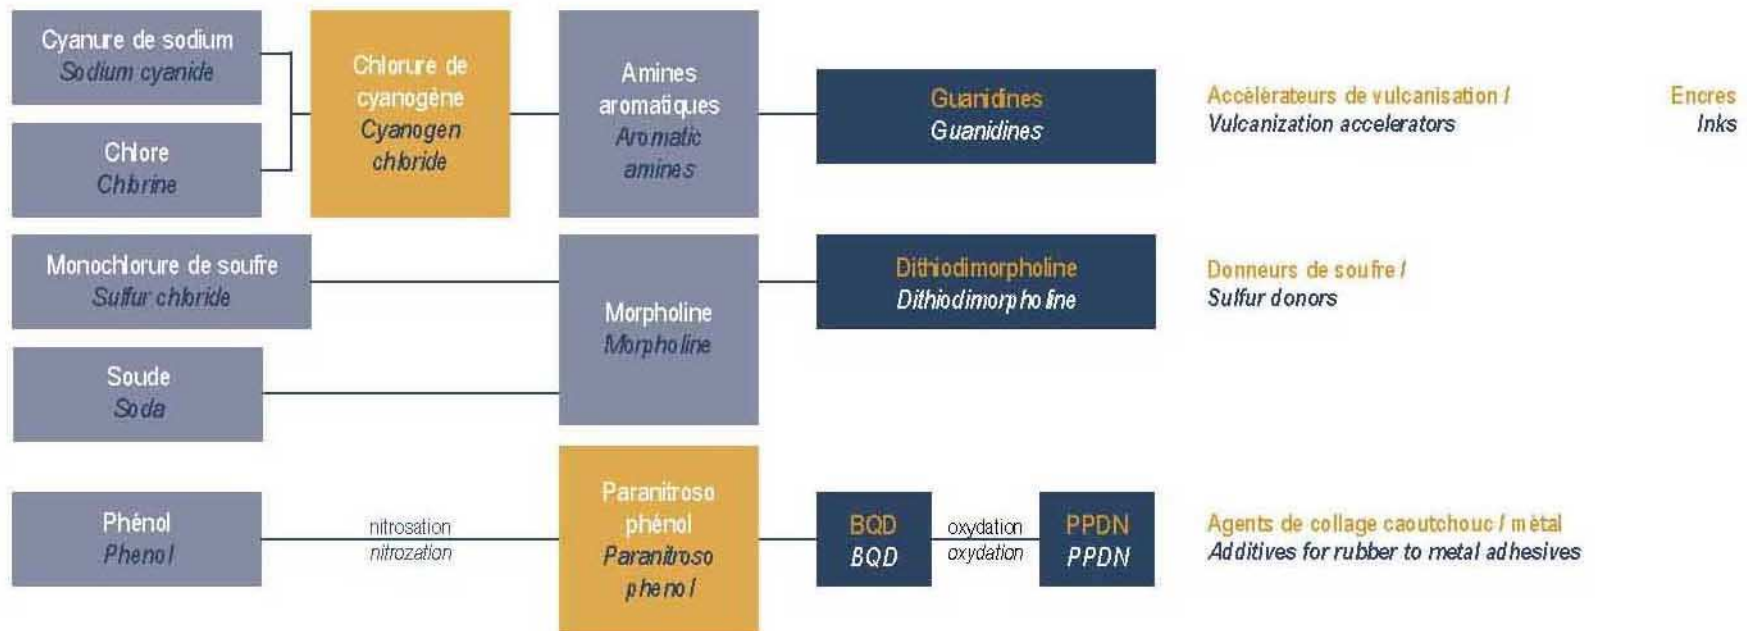 Cyanure de sodium
Sodium cyanide
Chlore
Chlorine
Chlorure de
cyanogène
Cyanogen
chloride
Amines
aromatiques
Aromatic
amines
Guanidines
Guanidines
Accélérateurs de vulcanisation /
Vulcanization accelerators
Encres
Inks
Monochlorure de soufre
Sulfur chloride
Soude
Soda
Morpholine
Morpholine
Dithiodimorpholine
Dithiodimorpholine
Donneurs de soufre /
Sulfur donors
Phénol
Phenol
nitrosation
nitrozation
Paranitroso
phénol
Paranitroso
phenol
BQD
BQD
oxydation
oxydation
PPDN
PPDN
Agents de collage caoutchouc / métal
Additives for rubber to metal adhesives